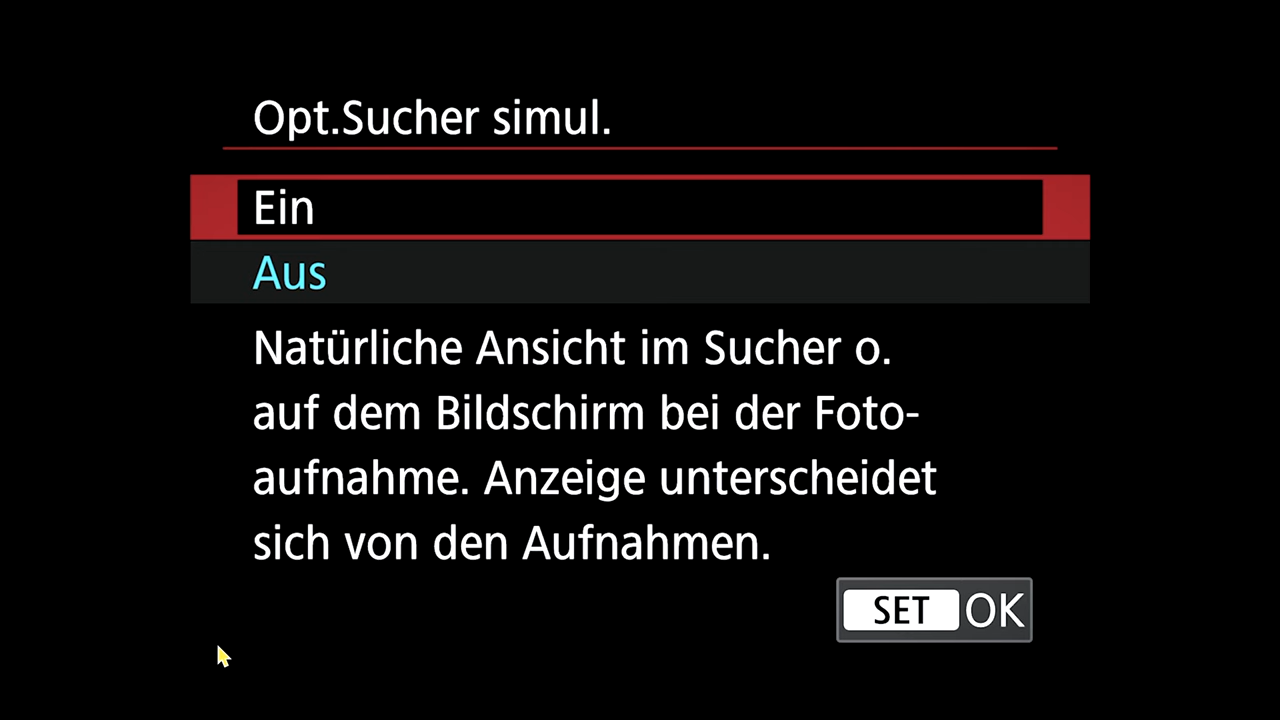 Opt.Sucher simul.
Ein
Aus
Natürliche Ansicht im Sucher o.
auf dem Bildschirm bei der Foto-
aufnahme. Anzeige unterscheidet
sich von den Aufnahmen.
SET OK